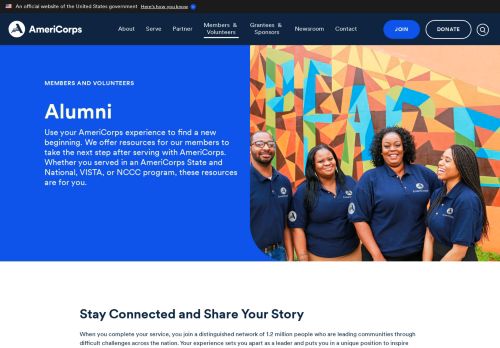 An official website of the United States government Here's how you know
AmeriCorps
About Serve Partner Members & Volunteers Grantees & Sponsors Newsroom Contact JOIN DONATE
MEMBERS AND VOLUNTEERS
Alumni
Use your AmeriCorps experience to find a new
beginning. We offer resources for our members to
take the next step after serving with AmeriCorps.
Whether you served in an AmeriCorps State and
National, VISTA, or NCCC program, these resources
are for you.
Stay Connected and Share Your Story
When you complete your service, you join a distinguished network of 1.2 million people who are leading communities through
difficult challenges across the nation. Your experience sets you apart as a leader and puts you in a unique position to inspire